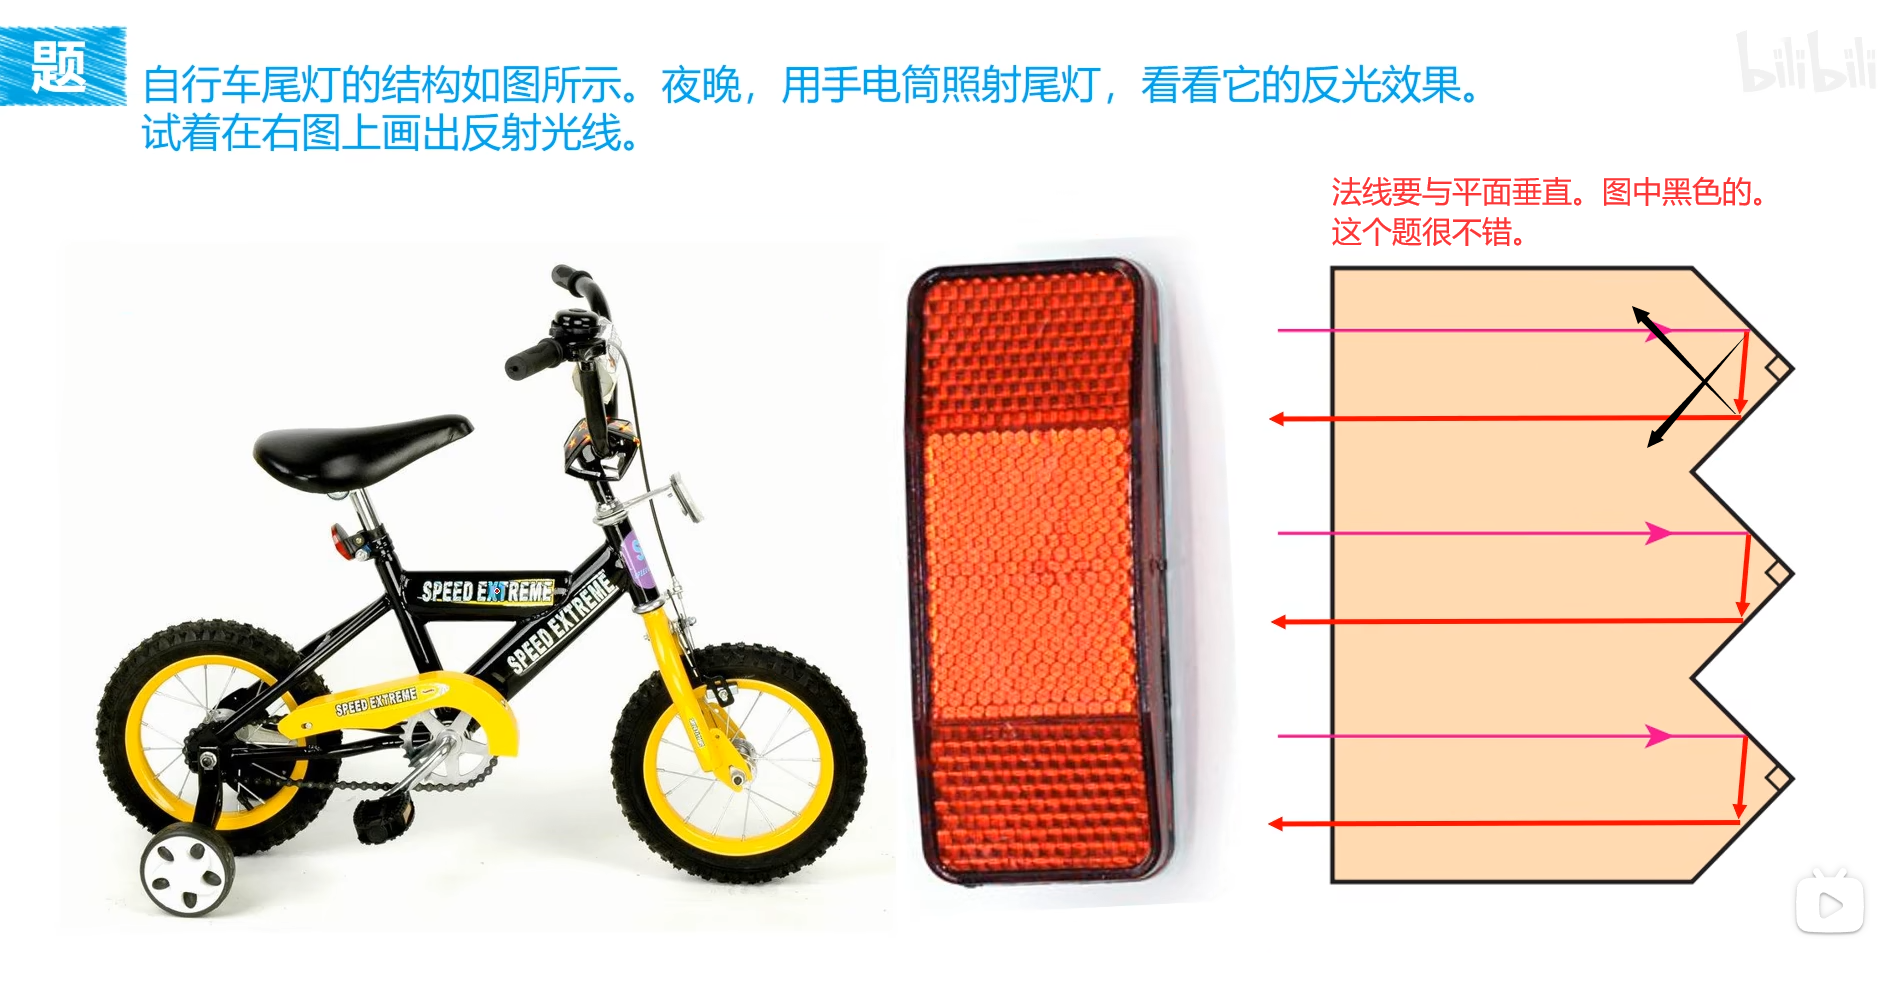 题
bilibili
自行车尾灯的结构如图所示。夜晚，用手电筒照射尾灯，看看它的反光效果。
试着在右图上画出反射光线。
法线要与平面垂直。图中黑色的。
这个题很不错。
SPEED EXTREME
SPEED EXTREME
SPEED EXTREME